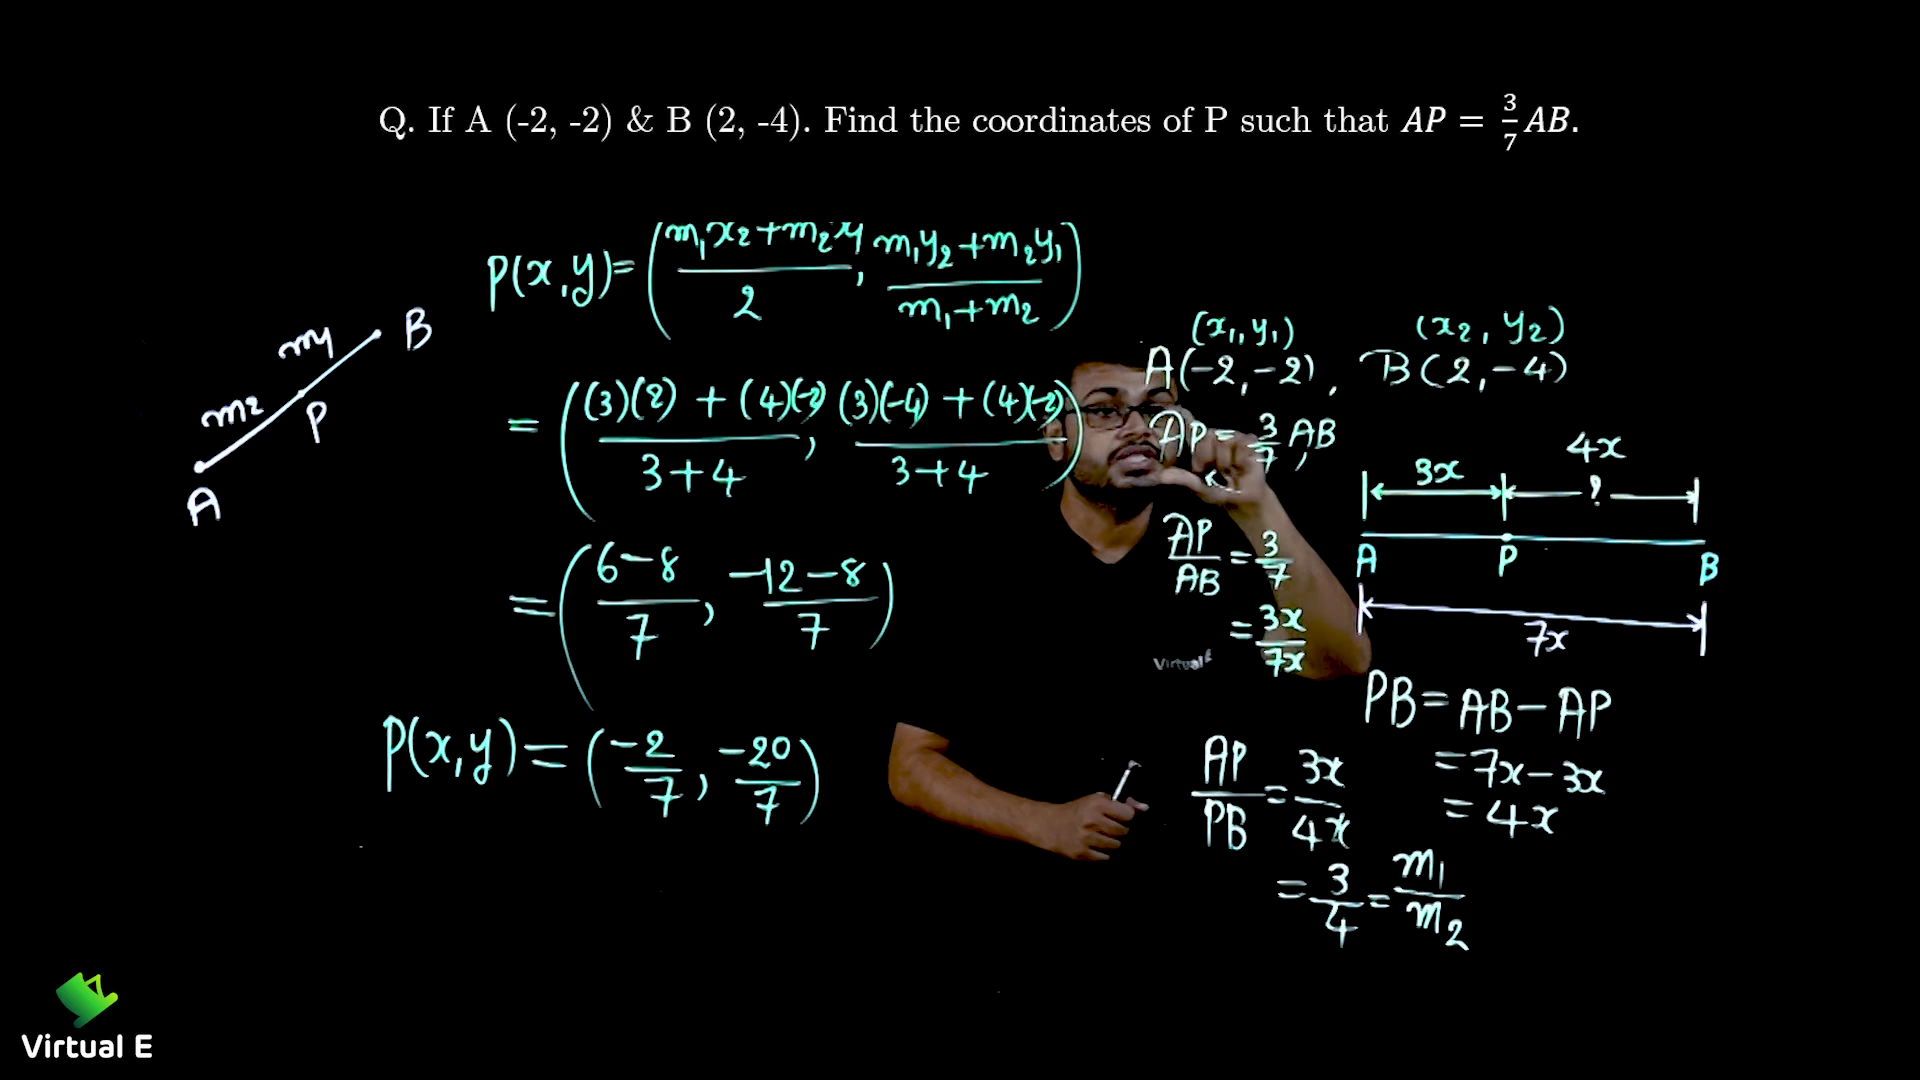 Q. If A (-2, -2) & B (2, -4). Find the coordinates of P such that AP = 3/7 AB.
P(x,y)= (m₁x₂+m₂x₁/2, m₁y₂+m₂y₁/m₁+m₂)
= ((3)(2) + (4)(-2)/3+4, (3)(-4) + (4)(-2)/3+4)
= (6-8/7, -12-8/7)
P(x,y) = (-2/7, -20/7)
B
m₁
P
m₂
A
(x₁,y₁) (x₂, y₂)
A(-2,-2), B(2,-4)
AP = 3/7 AB,
AP/AB = 3/7
= 3x/7x
AP/PB = 3x/4x
= 3/4 = m₁/m₂
4x
3x ?
A P B
7x
PB = AB - AP
= 7x - 3x
= 4x
Virtual E
Virtual E